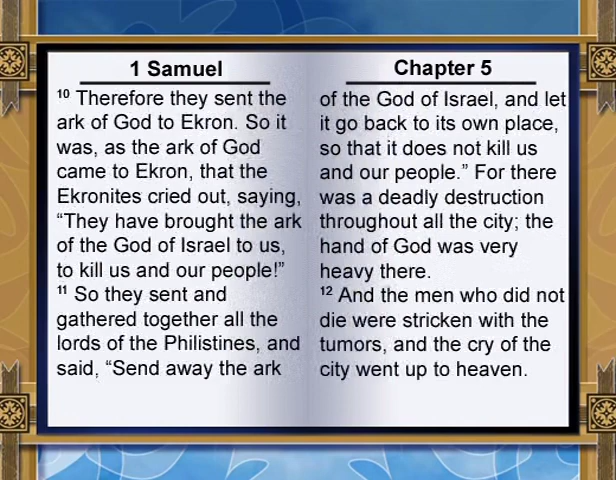 1 Samuel
10 Therefore they sent the
ark of God to Ekron. So it
was, as the ark of God
came to Ekron, that the
Ekronites cried out, saying,
“They have brought the ark
of the God of Israel to us,
to kill us and our people!”
11 So they sent and
gathered together all the
lords of the Philistines, and
said, “Send away the ark
Chapter 5
of the God of Israel, and let
it go back to its own place,
so that it does not kill us
and our people.” For there
was a deadly destruction
throughout all the city; the
hand of God was very
heavy there.
12 And the men who did not
die were stricken with the
tumors, and the cry of the
city went up to heaven.